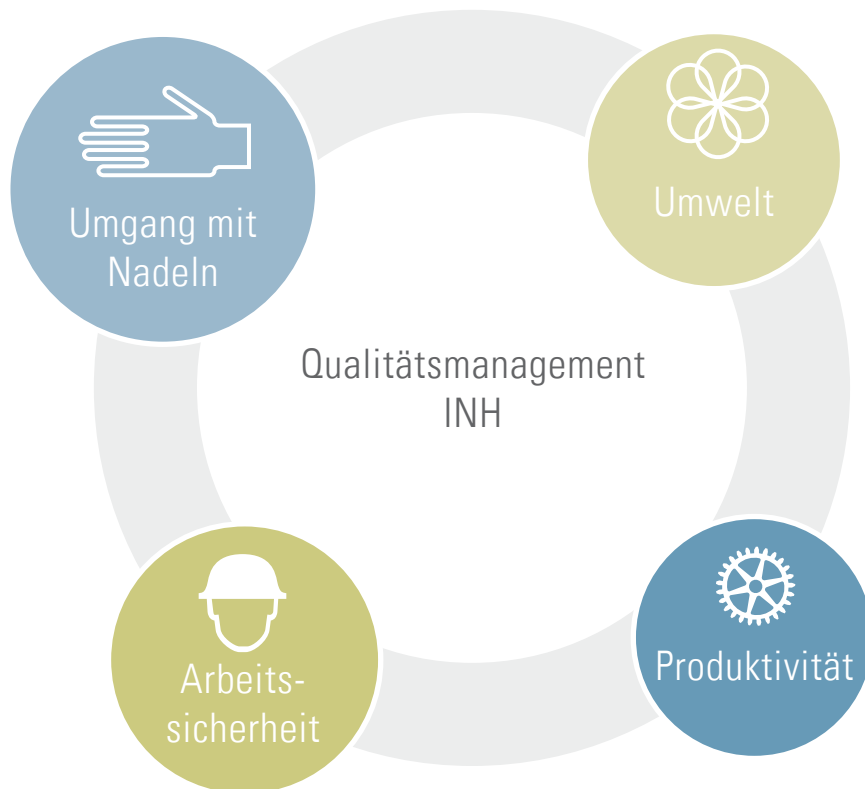 Umgang mit
Nadeln
Umwelt
Qualitätsmanagement
INH
Arbeits-
sicherheit
Produktivität